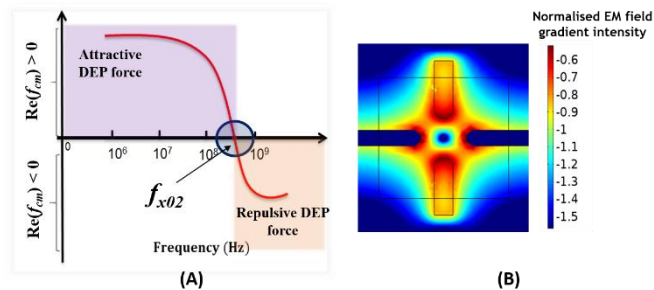 Re(fcm) > 0
Attractive
DEP force
0
10⁶
10⁷
10⁸
10⁹
fx02
Re(fcm) < 0
Repulsive DEP
force
Frequency (Hz)
(A)
Normalised EM field
gradient intensity
-0.6
-0.7
-0.8
-0.9
-1
-1.1
-1.2
-1.3
-1.4
-1.5
(B)